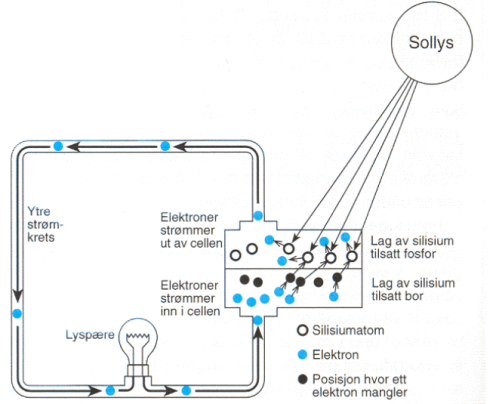 Sollys
Ytre
strøm-
krets
Elektroner
strømmer
ut av cellen
Lag av silisium
tilsatt fosfor
Elektroner
strømmer
inn i cellen
Lag av silisium
tilsatt bor
Lyspære
Silisiumatom
Elektron
Posisjon hvor ett
elektron mangler